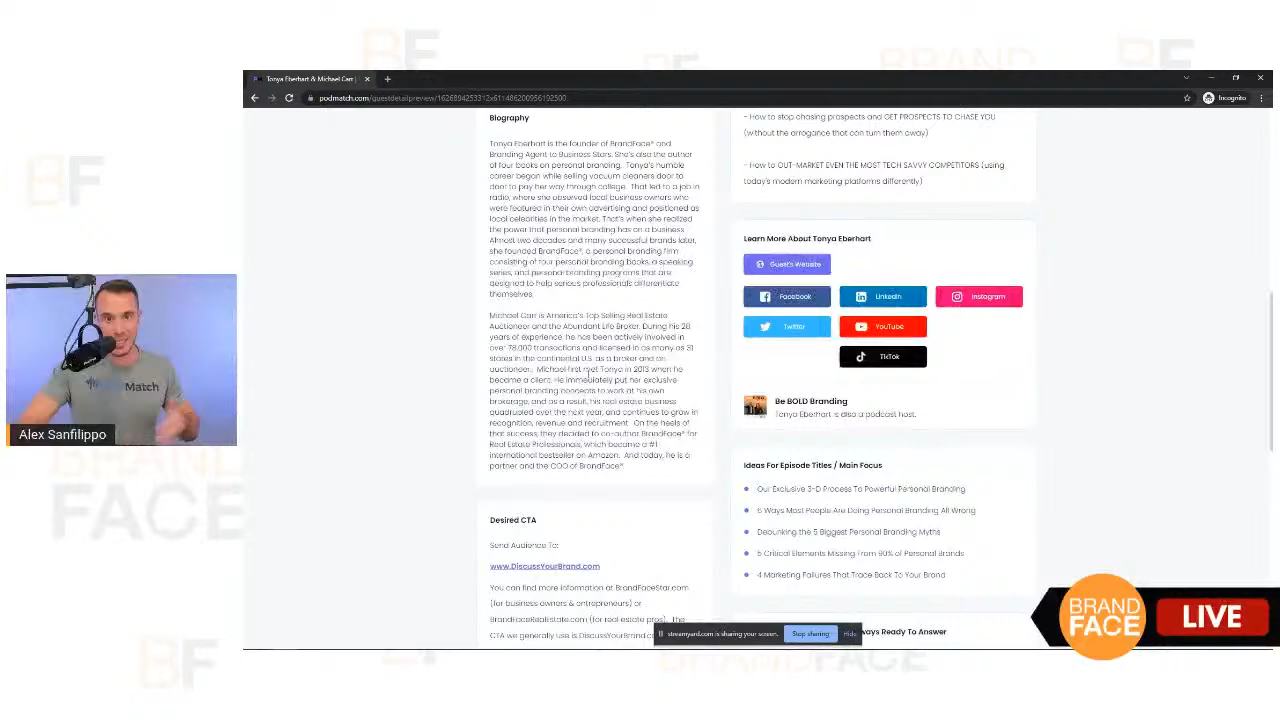 Tonya Eberhart & Michael Carr |
podmatch.com/guestdetailpreview/1626894253312x611486200956192500
Incognito
Biography
Tonya Eberhart is the founder of BrandFace® and
Branding Agent to Business Stars. She's also the author
of four books on personal branding. Tonya's humble
career began while selling vacuum cleaners door to
door to pay her way through college. That led to a job in
radio, where she observed local business owners who
were featured in their own advertising and positioned as
local celebrities in the market. That's when she realized
the power that personal branding has on a business.
Almost two decades and many successful brands later,
she founded BrandFace®, a personal branding firm
consisting of four personal branding books, a speaking
series, and personal branding programs that are
designed to help serious professionals differentiate
themselves.
Michael Carr is America's Top Selling Real Estate
Auctioneer and the Abundant Life Broker. During his 28
years of experience, he has been actively involved in
over 78,000 transactions and licensed in as many as 31
states in the continental U.S. as a broker and an
auctioneer. Michael first met Tonya in 2013 when he
became a client. He immediately put her exclusive
personal branding concepts to work at his own
brokerage, and as a result, his real estate business
quadrupled over the next year, and continues to grow in
recognition, revenue and recruitment. On the heels of
that success, they decided to co-author BrandFace® for
Real Estate Professionals, which became a #1
international bestseller on Amazon. And today, he is a
partner and the COO of BrandFace®.
Desired CTA
Send Audience To:
www.DiscussYourBrand.com
You can find more information at BrandFaceStar.com
(for business owners & entrepreneurs) or
BrandFaceRealEstate.com (for real estate pros). The
CTA we generally use is DiscussYourBrand.co
- How to stop chasing prospects and GET PROSPECTS TO CHASE YOU
(without the arrogance that can turn them away)
- How to OUT-MARKET EVEN THE MOST TECH SAVVY COMPETITORS (using
today's modern marketing platforms differently)
Learn More About Tonya Eberhart
Guest's Website
Facebook
LinkedIn
Instagram
Twitter
YouTube
TikTok
Be BOLD Branding
Tonya Eberhart is also a podcast host.
Ideas For Episode Titles / Main Focus
Our Exclusive 3-D Process To Powerful Personal Branding
6 Ways Most People Are Doing Personal Branding All Wrong
Debunking the 5 Biggest Personal Branding Myths
5 Critical Elements Missing From 90% of Personal Brands
4 Marketing Failures That Trace Back To Your Brand
ways Ready To Answer
streamyard.com is sharing your screen.
Stop sharing
Hide
Alex Sanfilippo
BRAND
FACE
LIVE
BF
BRAND
FACE
BF
BRANDFACE